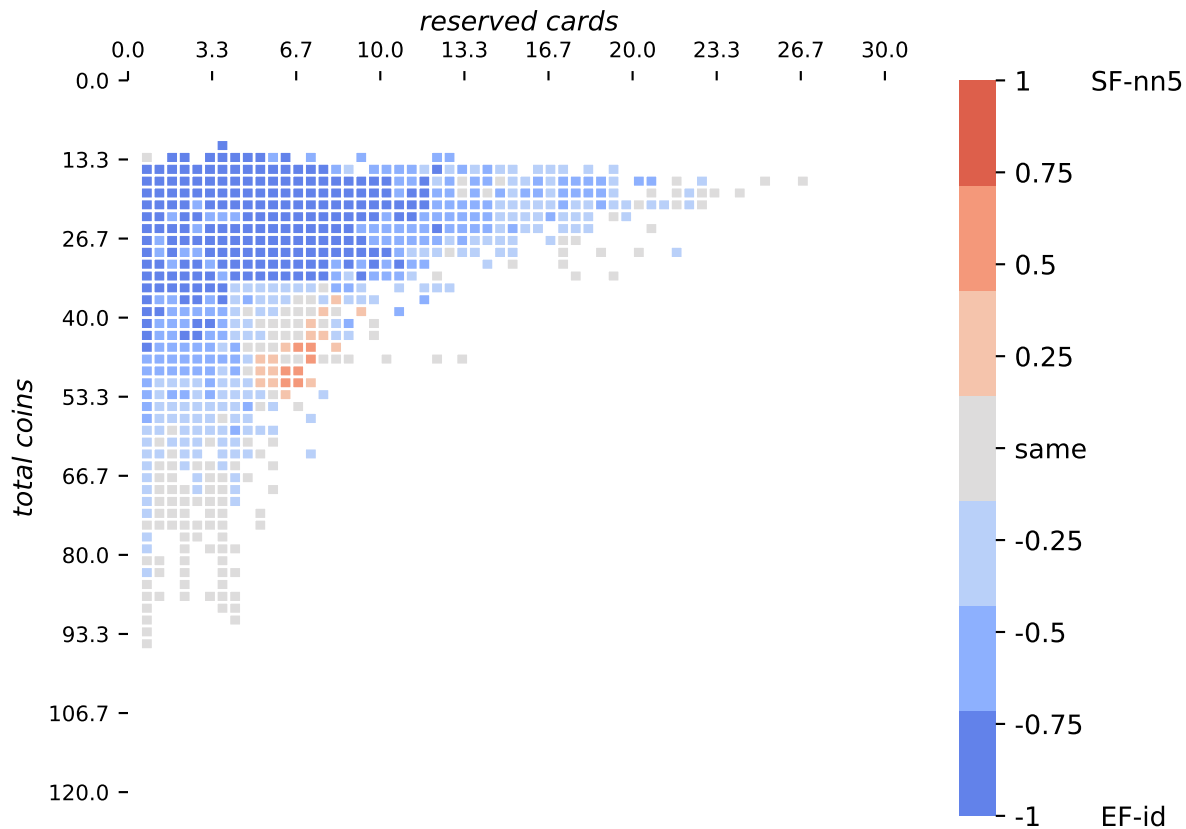 reserved cards
0.0 3.3 6.7 10.0 13.3 16.7 20.0 23.3 26.7 30.0
total coins
0.0
13.3
26.7
40.0
53.3
66.7
80.0
93.3
106.7
120.0
1 SF-nn5
0.75
0.5
0.25
same
-0.25
-0.5
-0.75
-1 EF-id